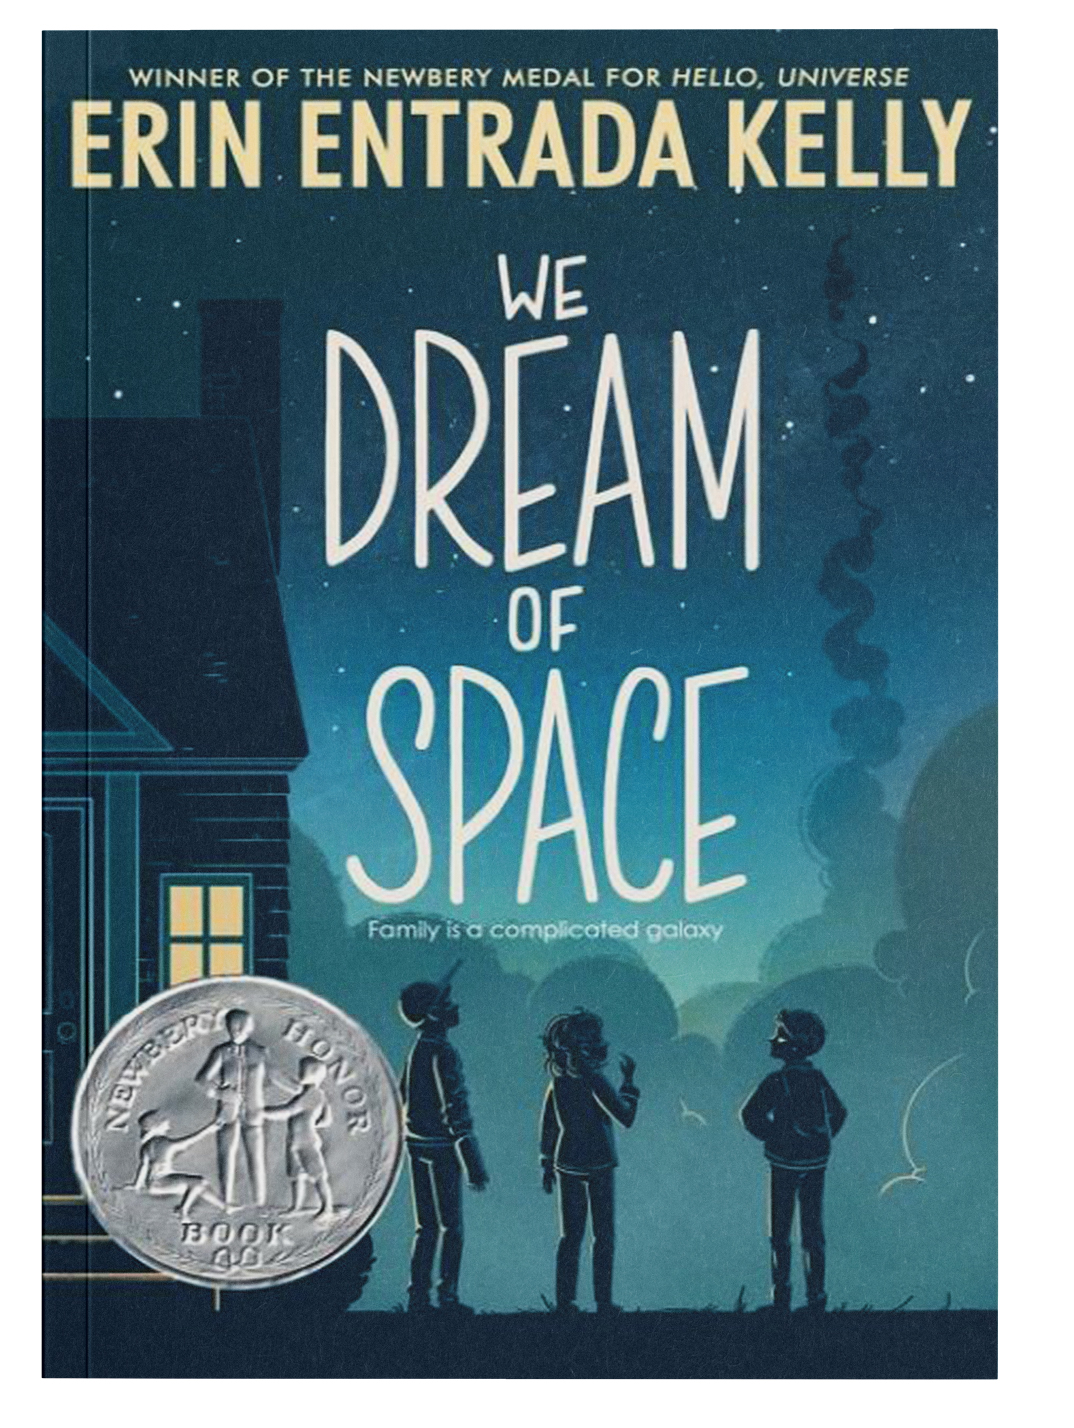 WINNER OF THE NEWBERY MEDAL FOR HELLO, UNIVERSE
ERIN ENTRADA KELLY
WE
DREAM
OF
SPACE
Family is a complicated galaxy
NEWBERY HONOR
BOOK